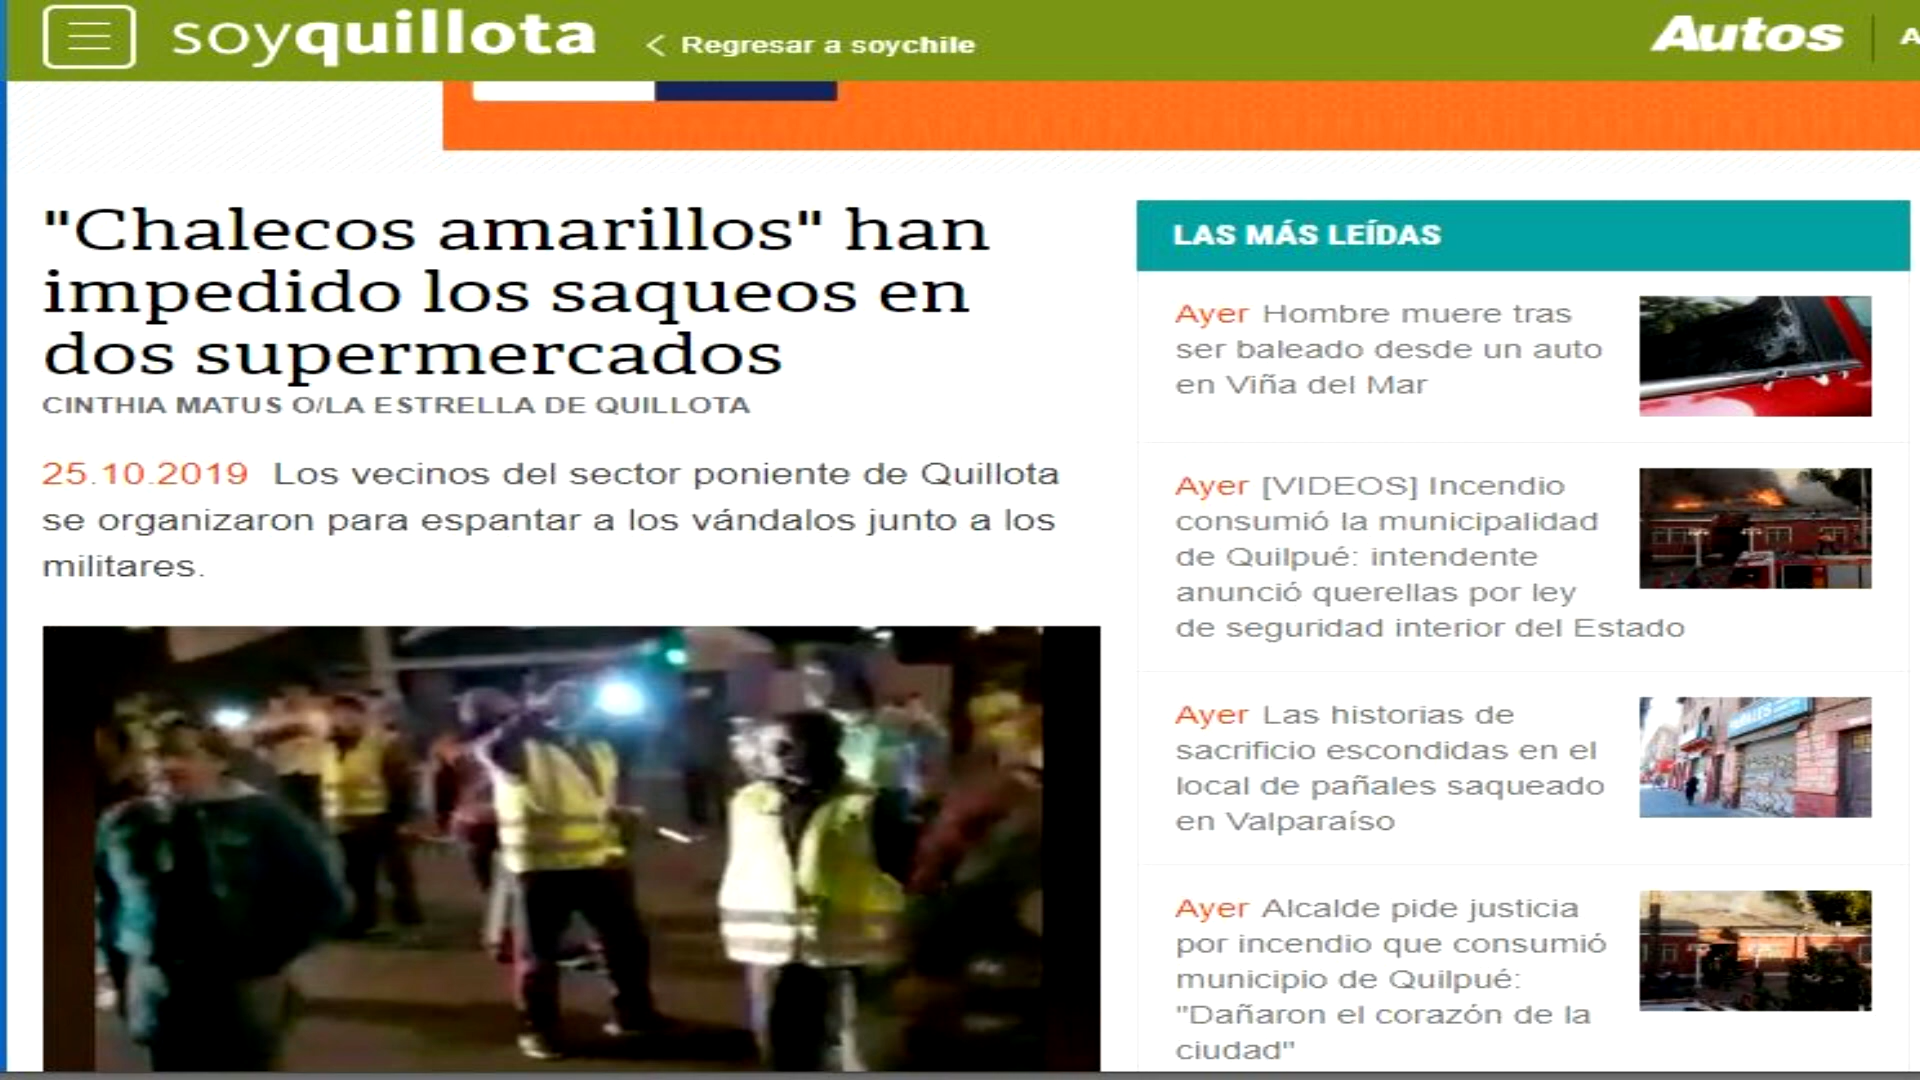 soyquillota
< Regresar a soychile
Autos
"Chalecos amarillos" han
impedido los saqueos en
dos supermercados
CINTHIA MATUS O/LA ESTRELLA DE QUILLOTA
25.10.2019 Los vecinos del sector poniente de Quillota
se organizaron para espantar a los vándalos junto a los
militares.
LAS MÁS LEÍDAS
Ayer Hombre muere tras
ser baleado desde un auto
en Viña del Mar
Ayer [VIDEOS] Incendio
consumió la municipalidad
de Quilpué: intendente
anunció querellas por ley
de seguridad interior del Estado
Ayer Las historias de
sacrificio escondidas en el
local de pañales saqueado
en Valparaíso
Ayer Alcalde pide justicia
por incendio que consumió
municipio de Quilpué:
"Dañaron el corazón de la
ciudad"